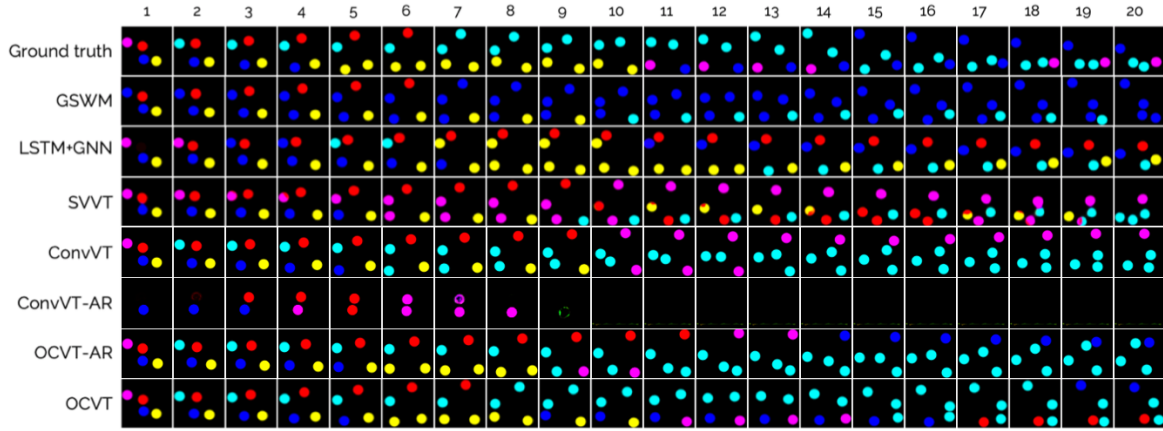 1 2 3 4 5 6 7 8 9 10 11 12 13 14 15 16 17 18 19 20
Ground truth
GSWM
LSTM+GNN
SVVT
ConvVT
ConvVT-AR
OCVT-AR
OCVT